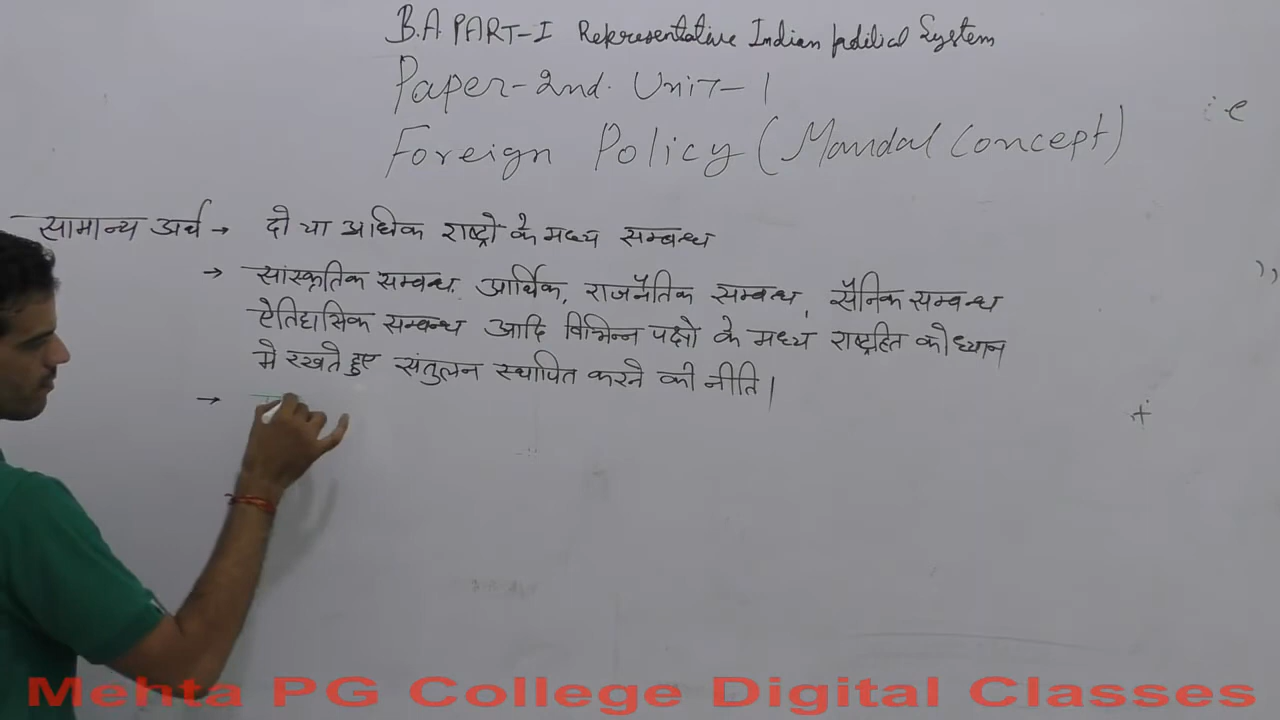 B.A PART-I Representative Indian political System
Paper-2nd. Unit-1
Foreign Policy (Mandal Concept)
सामान्य अर्थ → दो या अधिक राष्ट्रो के मध्य सम्बन्ध
→ सांस्कृतिक सम्बन्ध. आर्थिक, राजनैतिक सम्बन्ध, सैनिक सम्बन्ध
ऐतिहासिक सम्बन्ध आदि विभिन्न पक्षो के मध्य राष्ट्रहित को ध्यान
मे रखते हुए संतुलन स्थापित करने की नीति।
→
Mehta PG College Digital Classes